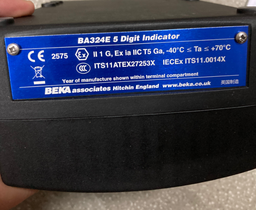 BA324E 5 Digit Indicator
CE 2575 Ex II 1 G, Ex ia IIC T5 Ga, -40°C ≤ Ta ≤ +70°C
ITS11ATEX27253X IECEx ITS11.0014X
Year of manufacture shown within terminal compartment
BEKA associates Hitchin England www.beka.co.uk